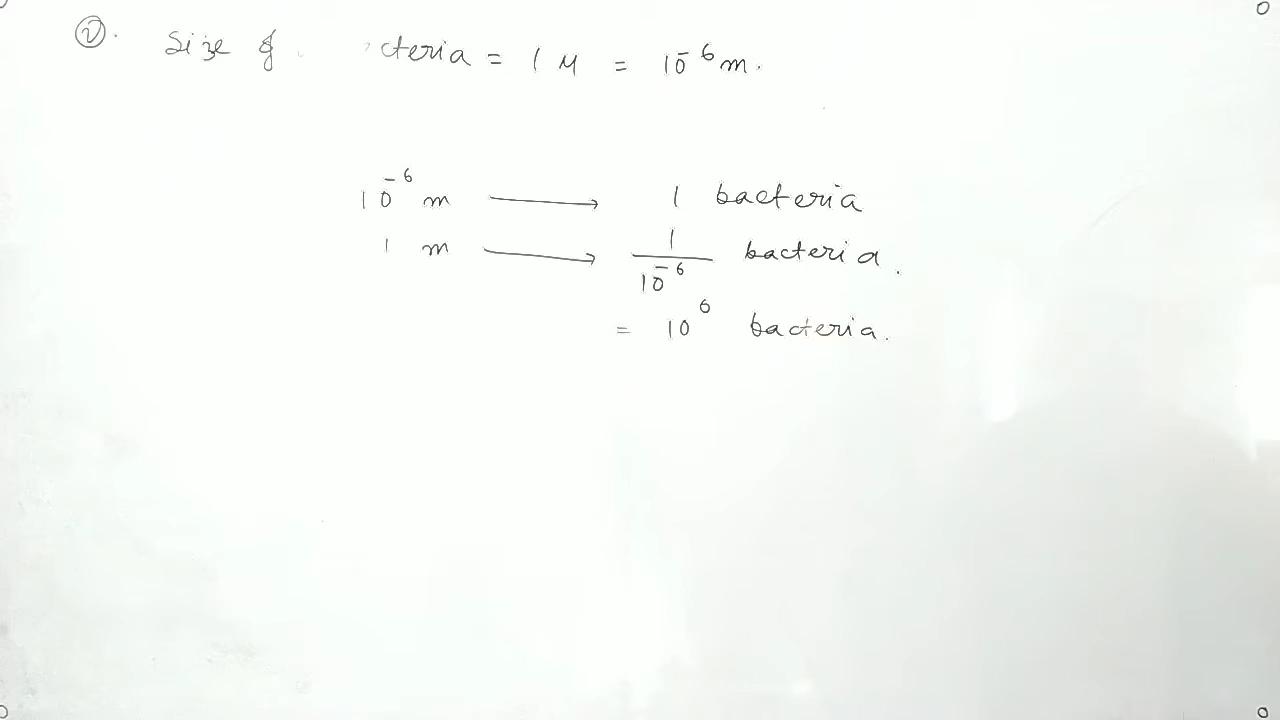 ②. Size of cteria = 1 μ = 10⁻⁶ m.
10⁻⁶ m ⟶ 1 bacteria
1 m ⟶ 1/10⁻⁶ bacteria.
= 10⁶ bacteria.